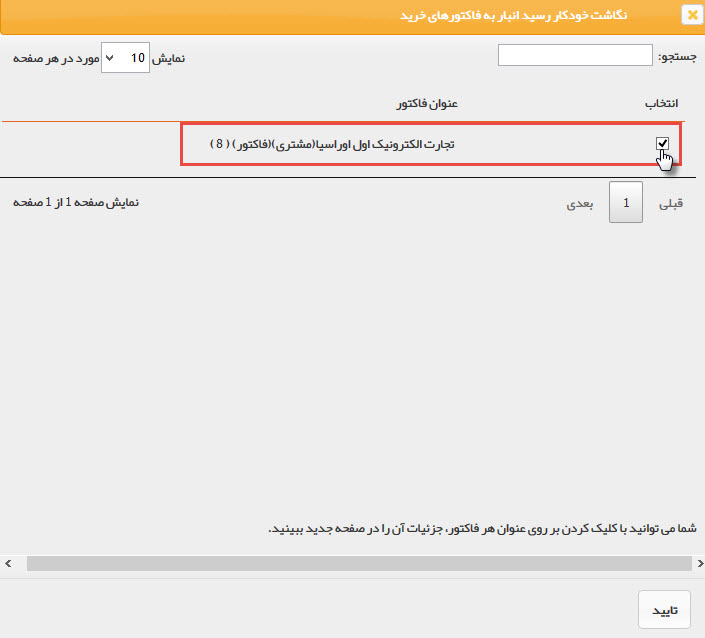 نگاشت خودکار رسید انبار به فاکتورهای خرید
جستجو: نمایش 10 مورد در هر صفحه
انتخاب عنوان فاکتور
تجارت الکترونیک اول اوراسیا(مشتری)(فاکتور) ( 8 )
قبلی 1 بعدی نمایش صفحه 1 از 1 صفحه
شما می توانید با کلیک کردن بر روی عنوان هر فاکتور، جزئیات آن را در صفحه جدید ببینید.
تایید